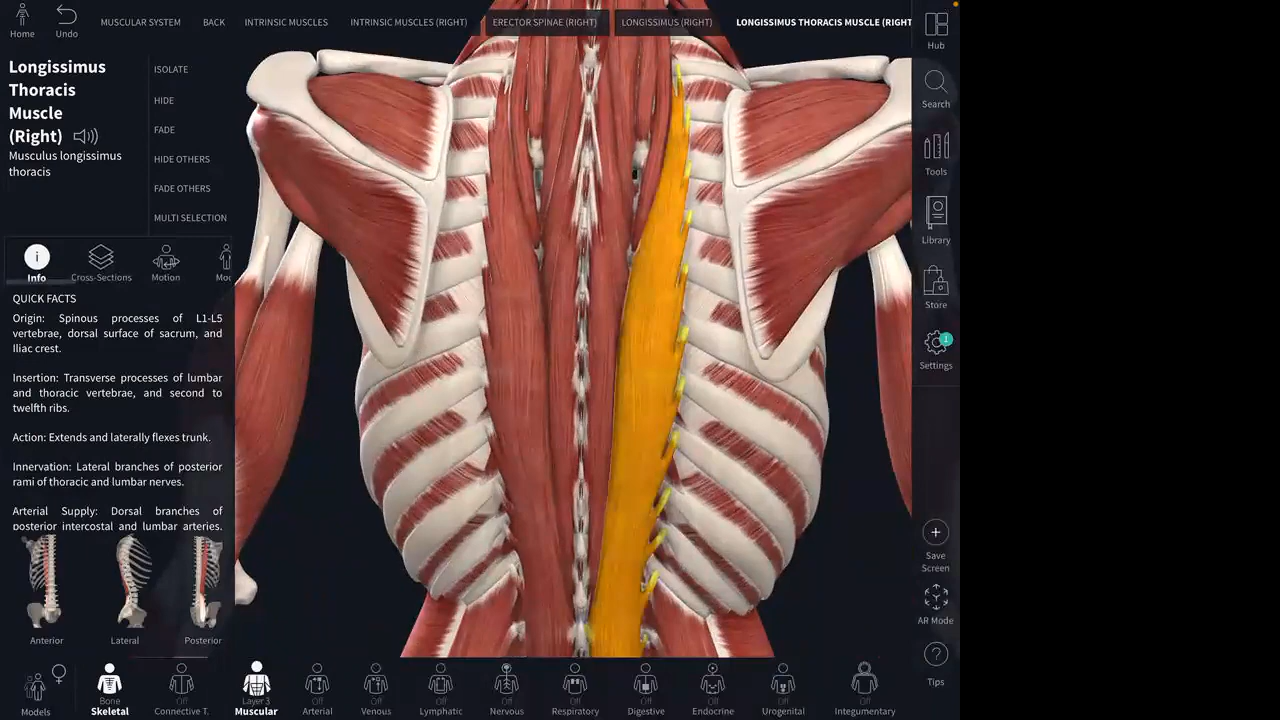 MUSCULAR SYSTEM
BACK
INTRINSIC MUSCLES
INTRINSIC MUSCLES (RIGHT)
ERECTOR SPINAE (RIGHT)
LONGISSIMUS (RIGHT)
LONGISSIMUS THORACIS MUSCLE (RIGHT
Home
Undo
Longissimus
Thoracis
Muscle
(Right)
Musculus longissimus
thoracis
ISOLATE
HIDE
FADE
HIDE OTHERS
FADE OTHERS
MULTI SELECTION
i
Info
Cross-Sections
Motion
Moc
QUICK FACTS
Origin: Spinous processes of L1-L5
vertebrae, dorsal surface of sacrum, and
Iliac crest.
Insertion: Transverse processes of lumbar
and thoracic vertebrae, and second to
twelfth ribs.
Action: Extends and laterally flexes trunk.
Innervation: Lateral branches of posterior
rami of thoracic and lumbar nerves.
Arterial Supply: Dorsal branches of
posterior intercostal and lumbar arteries.
Anterior
Lateral
Posterior
Hub
Search
Tools
Library
Store
1
Settings
Save
Screen
AR Mode
?
Tips
Models
Bone
Skeletal
Off
Connective T.
Layer 3
Muscular
Off
Arterial
Off
Venous
Off
Lymphatic
Off
Nervous
Off
Respiratory
Off
Digestive
Off
Endocrine
Off
Urogenital
Off
Integumentary